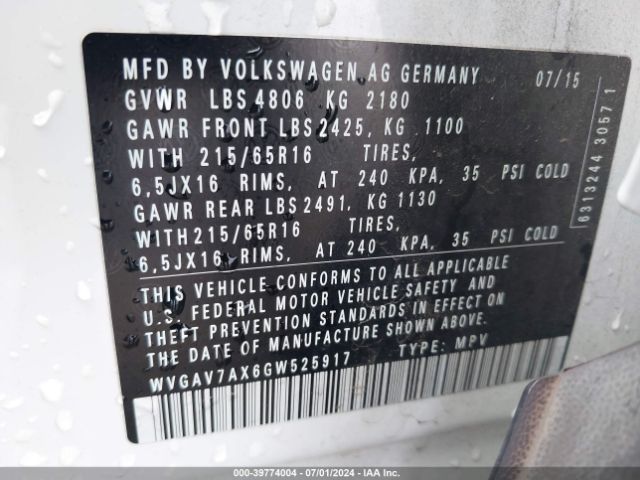 MFD BY VOLKSWAGEN AG GERMANY 07/15
GVWR LBS 4806 KG 2180
GAWR FRONT LBS 2425, KG 1100
WITH 215/65R16 TIRES,
6,5JX16 RIMS, AT 240 KPA, 35 PSI COLD
GAWR REAR LBS 2491, KG 1130
WITH 215/65R16 TIRES,
6,5JX16 RIMS, AT 240 KPA, 35 PSI COLD
THIS VEHICLE CONFORMS TO ALL APPLICABLE
U.S. FEDERAL MOTOR VEHICLE SAFETY AND
THEFT PREVENTION STANDARDS IN EFFECT ON
THE DATE OF MANUFACTURE SHOWN ABOVE.
WVGAV7AX6GW525917 TYPE: MPV
6313244 30571
000-39774004 / 07/01/2024 - IAA Inc.